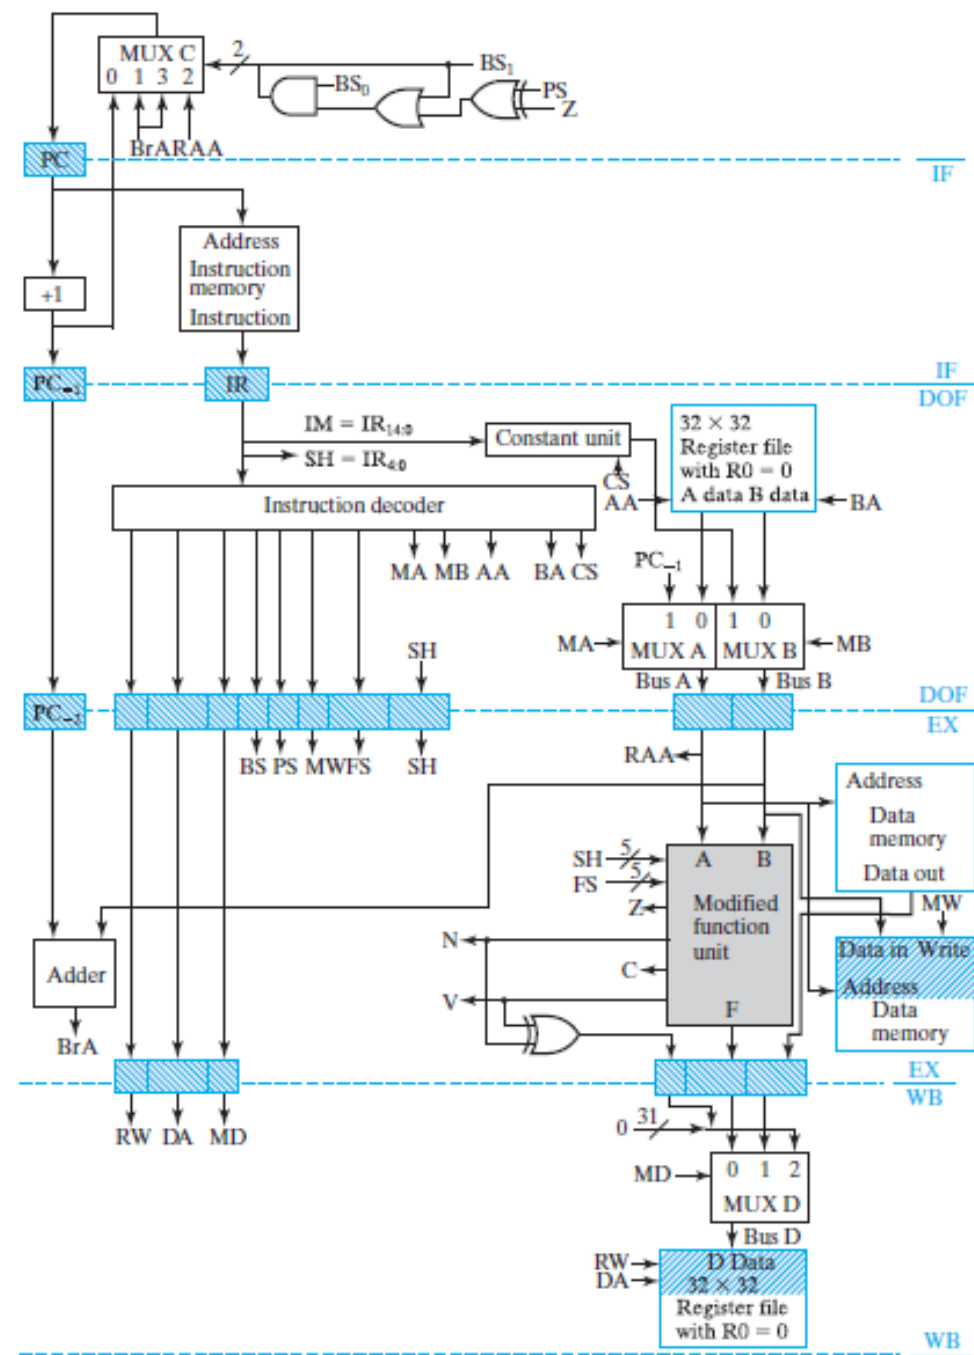 MUX C
0 1 3 2
2
BS₁
BS₀
PS
Z
BrA RAA
PC
IF
Address
Instruction
memory
Instruction
+1
PC₋₁
IR
IF
DOF
IM = IR₁₄:₀
SH = IR₄:₀
Constant unit
CS
32 × 32
Register file
with R0 = 0
A data B data
AA
BA
Instruction decoder
MA MB AA BA CS
PC₋₁
1 0 1 0
MA
MUX A
MUX B
MB
SH
Bus A
Bus B
PC₋₂
DOF
EX
BS PS MW FS SH
RAA
Address
Data
memory
Data out
MW
SH
5
FS
5
A
B
Modified
function
unit
F
Z
N
C
V
Data in Write
Address
Data
memory
Adder
BrA
EX
WB
RW DA MD
0
31
MD
0 1 2
MUX D
Bus D
RW
DA
D Data
32 × 32
Register file
with R0 = 0
WB